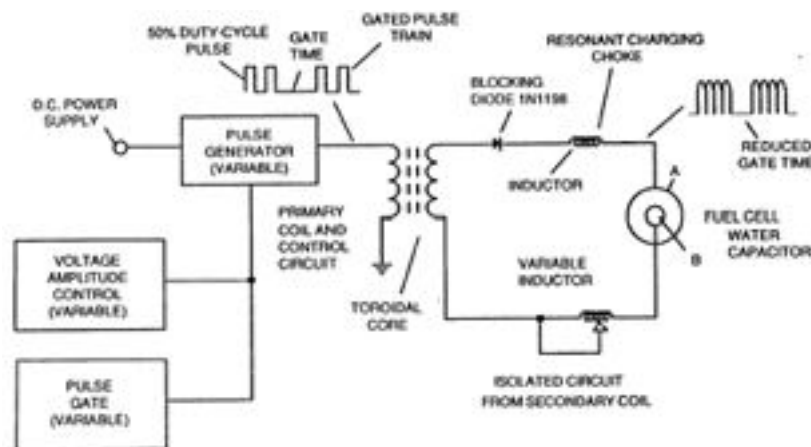 50% DUTY-CYCLE
PULSE
GATE
TIME
GATED PULSE
TRAIN
RESONANT CHARGING
CHOKE
BLOCKING
DIODE 1N1198
D.C. POWER
SUPPLY
PULSE
GENERATOR
(VARIABLE)
INDUCTOR
REDUCED
GATE TIME
A
PRIMARY
COIL AND
CONTROL
CIRCUIT
FUEL CELL
WATER
CAPACITOR
B
VOLTAGE
AMPLITUDE
CONTROL
(VARIABLE)
VARIABLE
INDUCTOR
TOROIDAL
CORE
PULSE
GATE
(VARIABLE)
ISOLATED CIRCUIT
FROM SECONDARY COIL